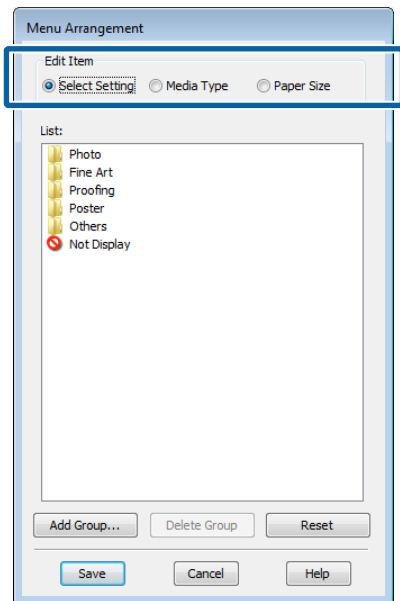 Menu Arrangement
Edit Item
Select Setting Media Type Paper Size
List:
Photo
Fine Art
Proofing
Poster
Others
Not Display
Add Group... Delete Group Reset
Save Cancel Help